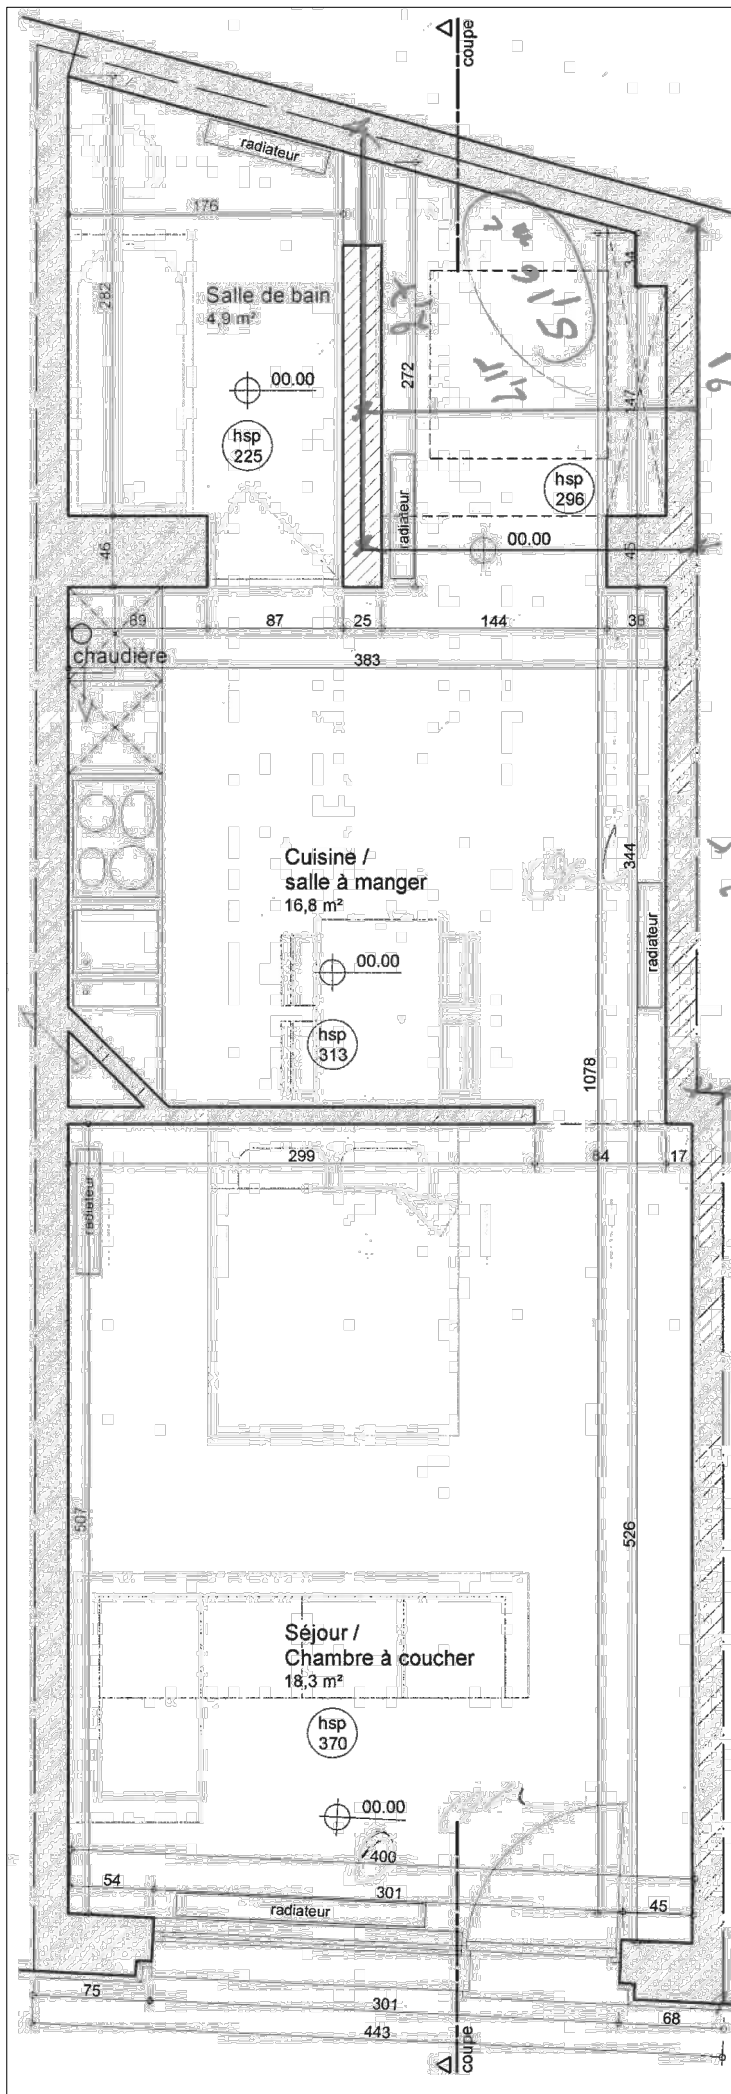 coupe
radiateur
176
34
282
Salle de bain
4,9 m²
272
147
00.00
hsp
225
hsp
296
radiateur
00.00
46
45
89
87
25
144
38
chaudière
383
344
Cuisine /
salle à manger
16,8 m²
radiateur
00.00
hsp
313
1078
299
84
17
radiateur
507
526
Séjour /
Chambre à coucher
18,3 m²
hsp
370
00.00
400
54
301
45
radiateur
75
301
68
443
coupe